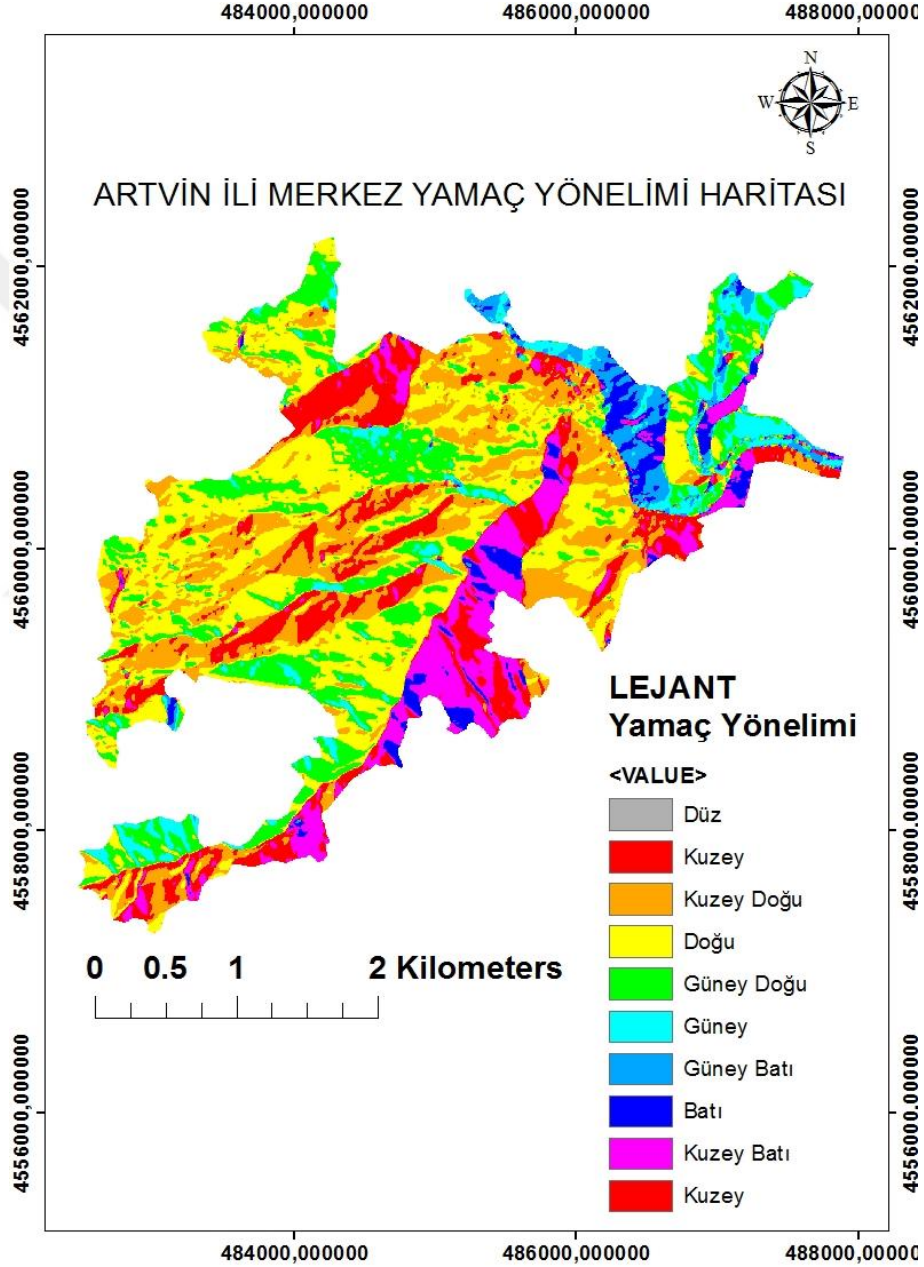 484000,000000 486000,000000 488000,000000
N
W E
S
ARTVİN İLİ MERKEZ YAMAÇ YÖNELİMİ HARİTASI
4562000,000000 4562000,000000
4560000,000000 4560000,000000
LEJANT
Yamaç Yönelimi
<VALUE>
Düz
4558000,000000 4558000,000000
Kuzey
Kuzey Doğu
Doğu
0 0.5 1 2 Kilometers
Güney Doğu
Güney
Güney Batı
Batı
4556000,000000 4556000,000000
Kuzey Batı
Kuzey
484000,000000 486000,000000 488000,000000